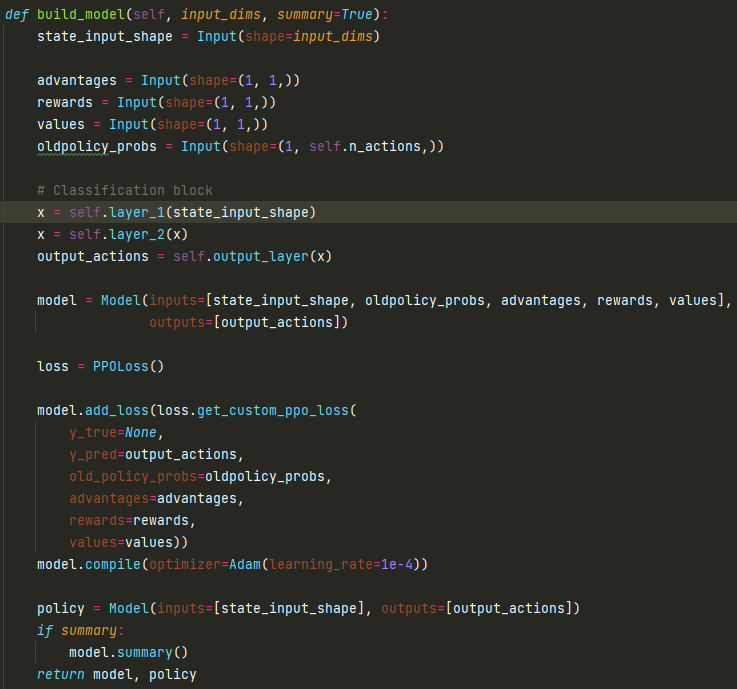 def build_model(self, input_dims, summary=True):
state_input_shape = Input(shape=input_dims)
advantages = Input(shape=(1, 1,))
rewards = Input(shape=(1, 1,))
values = Input(shape=(1, 1,))
oldpolicy_probs = Input(shape=(1, self.n_actions,))
# Classification block
x = self.layer_1(state_input_shape)
x = self.layer_2(x)
output_actions = self.output_layer(x)
model = Model(inputs=[state_input_shape, oldpolicy_probs, advantages, rewards, values],
outputs=[output_actions])
loss = PPOLoss()
model.add_loss(loss.get_custom_ppo_loss(
y_true=None,
y_pred=output_actions,
old_policy_probs=oldpolicy_probs,
advantages=advantages,
rewards=rewards,
values=values))
model.compile(optimizer=Adam(learning_rate=1e-4))
policy = Model(inputs=[state_input_shape], outputs=[output_actions])
if summary:
model.summary()
return model, policy